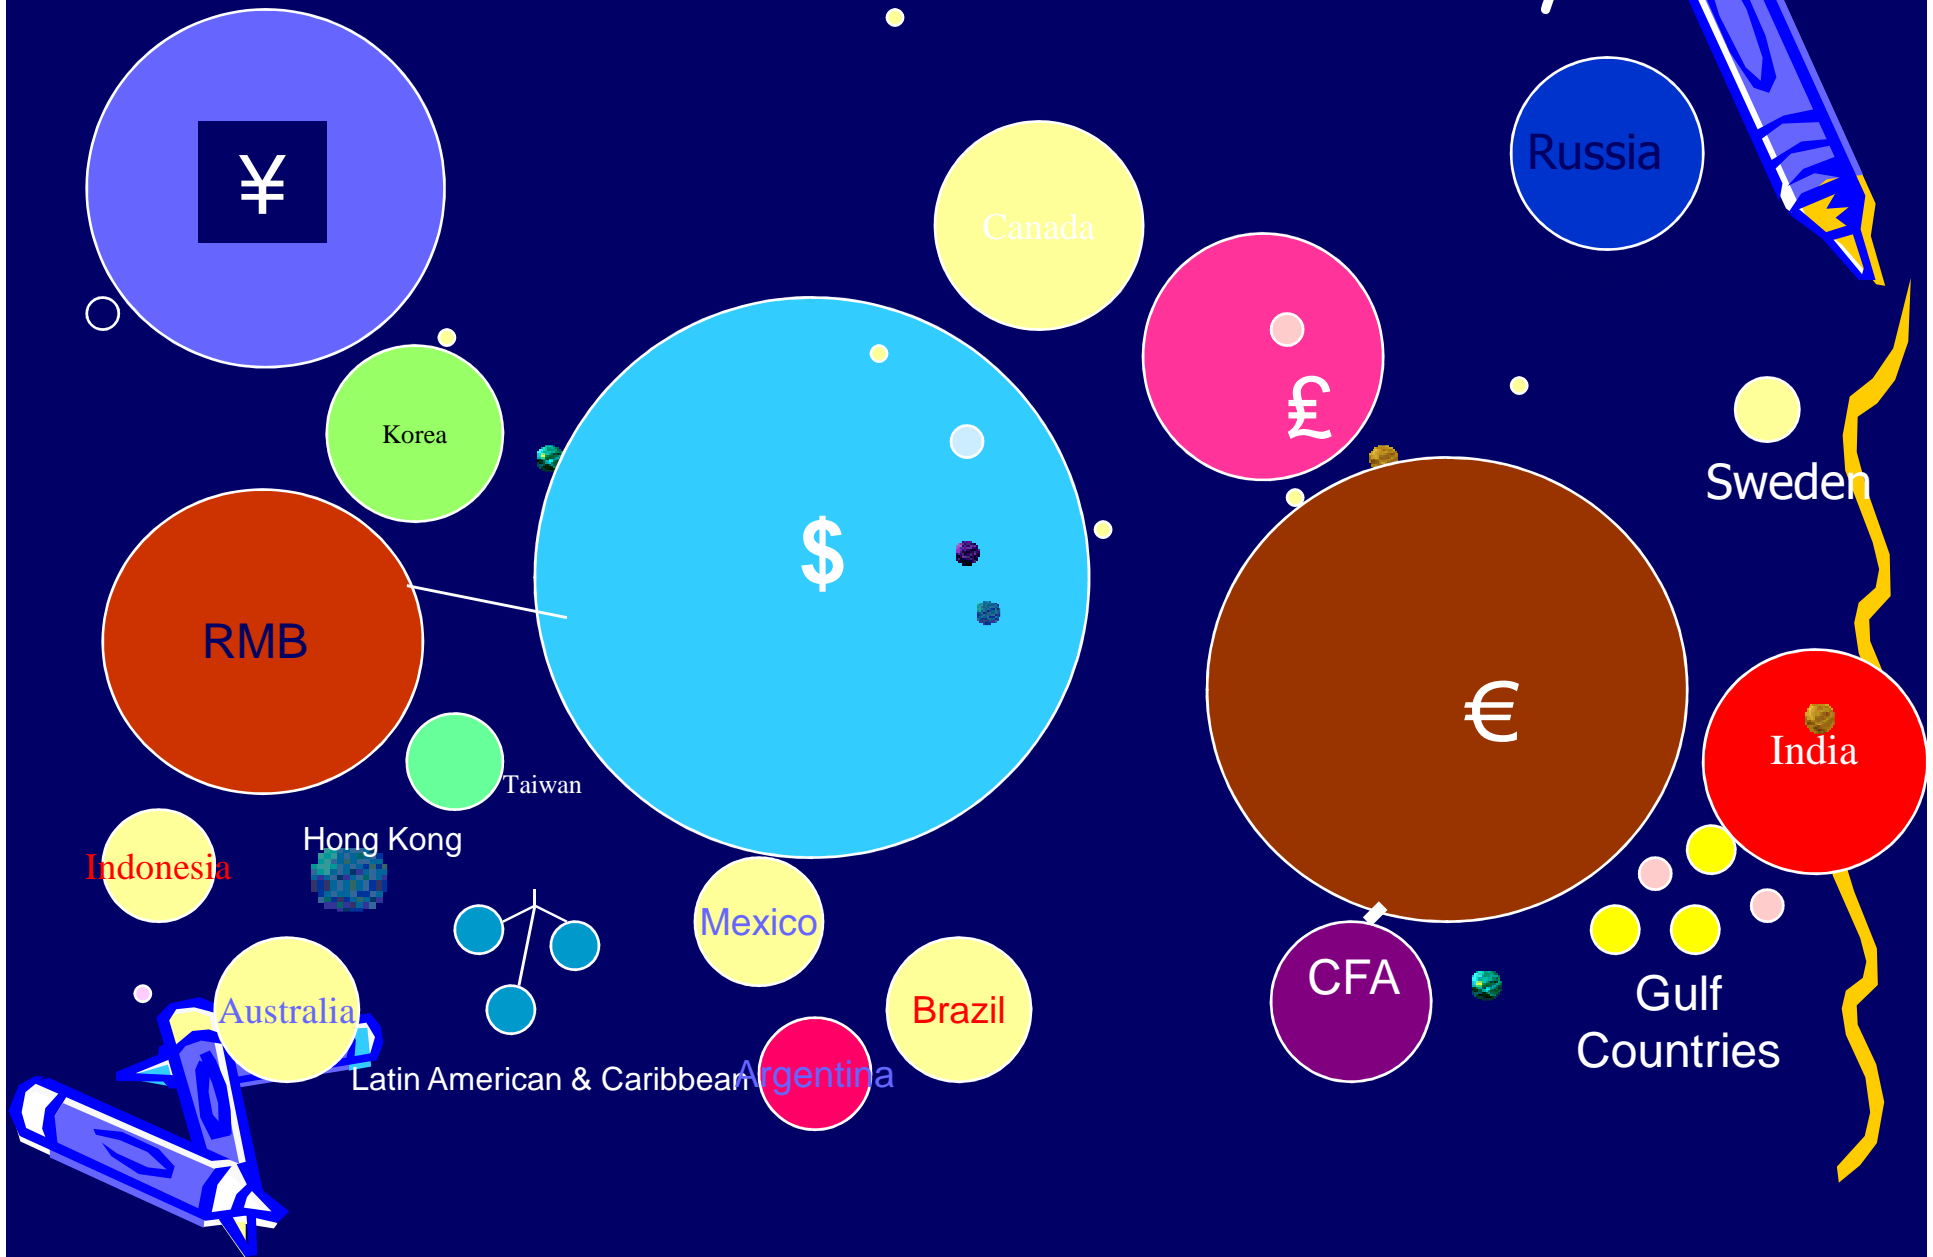 ¥
Russia
Canada
₤
Korea
Sweden
$
RMB
€
India
Taiwan
Hong Kong
Indonesia
Mexico
CFA
Gulf
Countries
Australia
Brazil
Latin American & Caribbean
Argentina